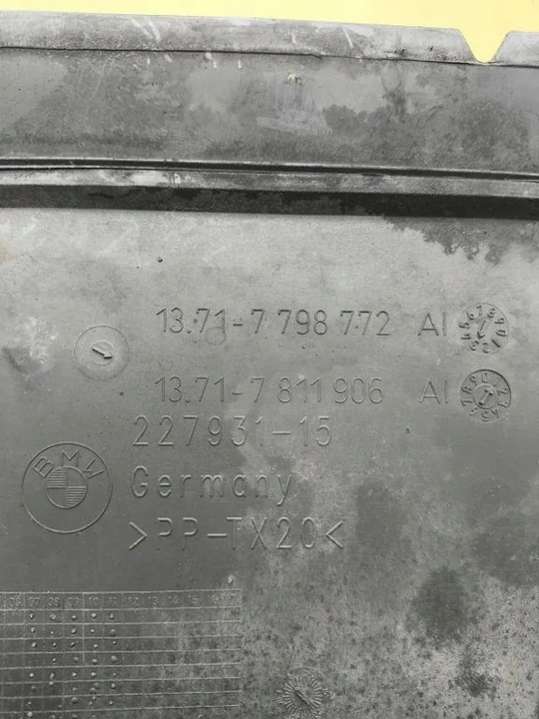 13.71-7 798 772 AI
13.71-7 811 906 AI
227931-15
BMW
Germany
>PP-TX20<